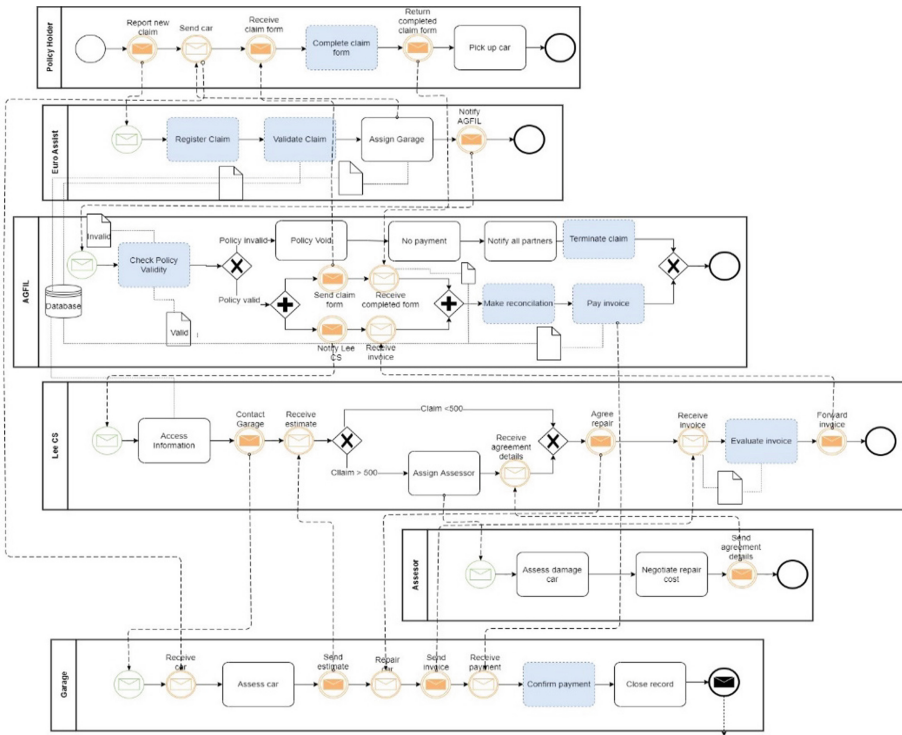 Policy Holder
Report new
claim
Send car
Receive
claim form
Complete claim
form
Return
completed
claim form
Pick up car
Euro Assist
Register Claim
Validate Claim
Assign Garage
Notify
AGFIL
AGFIL
Invalid
Check Policy
Validity
Valid
Database
Policy invalid
Policy valid
Policy Void
No payment
Notify all partners
Terminate claim
Send claim
form
Receive
completed form
Notify Lee
CS
Receive
invoice
Make reconcilation
Pay invoice
Lee CS
Access
Information
Contact
Garage
Receive
estimate
Claim <500
Cllaim > 500
Assign Assessor
Receive
agreement
details
Agree
repair
Receive
invoice
Evaluate invoice
Forward
invoice
Assesor
Assess damage
car
Negotiate repair
cost
Send
agreement
details
Garage
Receive
car
Assess car
Send
estimate
Repair
car
Send
invoice
Receive
payment
Confirm payment
Close record